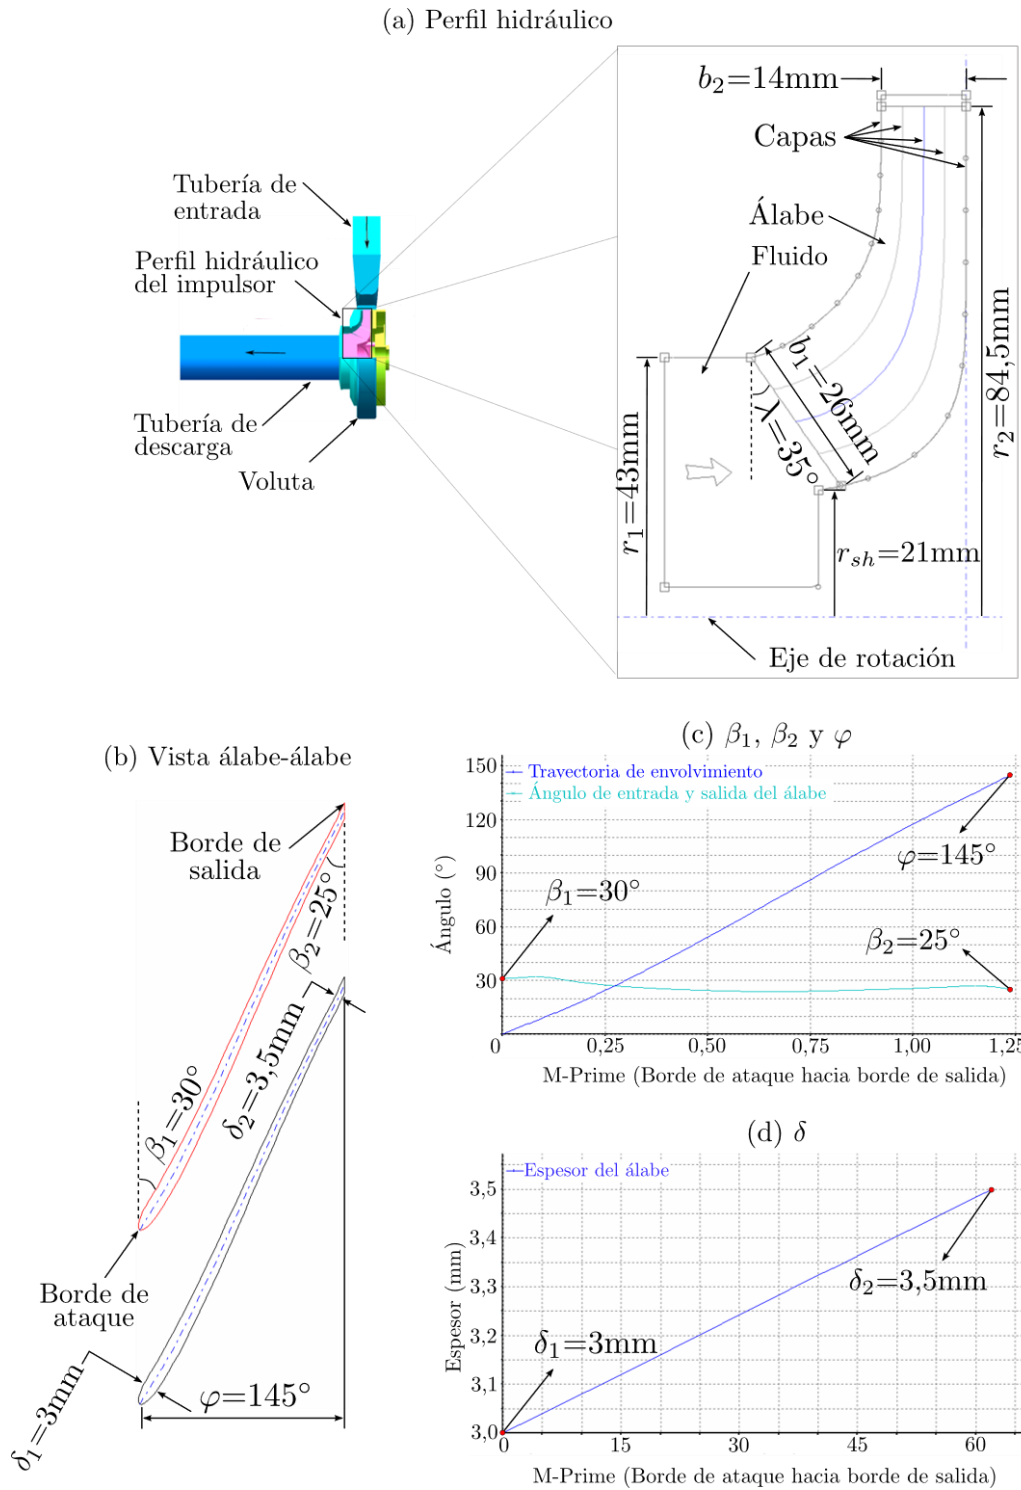 (a) Perfil hidráulico
b₂=14mm
Capas
Tubería de
entrada
Álabe
Fluido
Perfil hidráulico
del impulsor
b₁=26mm
λ=35°
r₂=84,5mm
r₁=43mm
Tubería de
descarga
Voluta
r_sh=21mm
Eje de rotación
(b) Vista álabe-álabe
Borde de
salida
β₂=25°
δ₂=3,5mm
β₁=30°
Borde de
ataque
δ₁=3mm
φ=145°
(c) β₁, β₂ y φ
Travectoria de envolvimiento
Ángulo de entrada y salida del álabe
Ángulo (°)
150
120
90
60
30
φ=145°
β₁=30°
β₂=25°
0 0,25 0,50 0,75 1,00 1,25
M-Prime (Borde de ataque hacia borde de salida)
(d) δ
Espesor del álabe
Espesor (mm)
3,5
3,4
3,3
3,2
3,1
3,0
δ₂=3,5mm
δ₁=3mm
0 15 30 45 60
M-Prime (Borde de ataque hacia borde de salida)